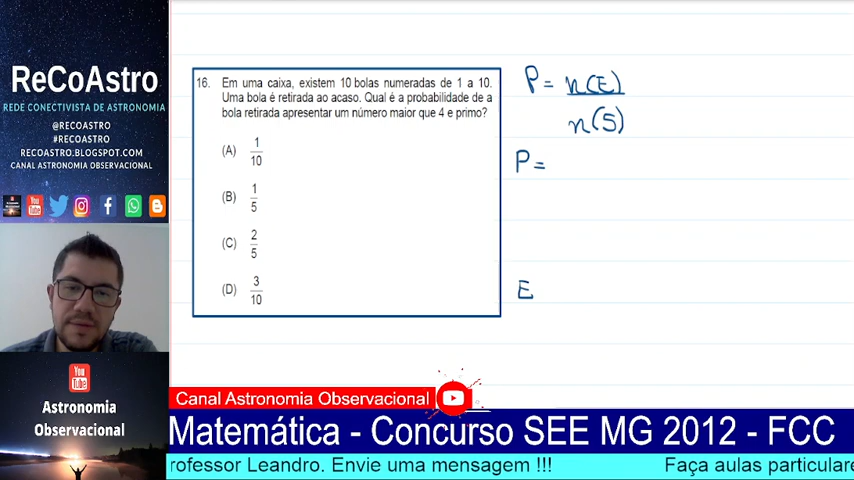 ReCoAstro
REDE CONECTIVISTA DE ASTRONOMIA
@RECOASTRO
#RECOASTRO
RECOASTRO.BLOGSPOT.COM
CANAL ASTRONOMIA OBSERVACIONAL
You
Tube
Astronomia
Observacional
16. Em uma caixa, existem 10 bolas numeradas de 1 a 10.
Uma bola é retirada ao acaso. Qual é a probabilidade de a
bola retirada apresentar um número maior que 4 e primo?
(A) 1/10
(B) 1/5
(C) 2/5
(D) 3/10
P = n(E)
n(S)
P =
E
Canal Astronomia Observacional
Matemática - Concurso SEE MG 2012 - FCC
rofessor Leandro. Envie uma mensagem !!! Faça aulas particulare